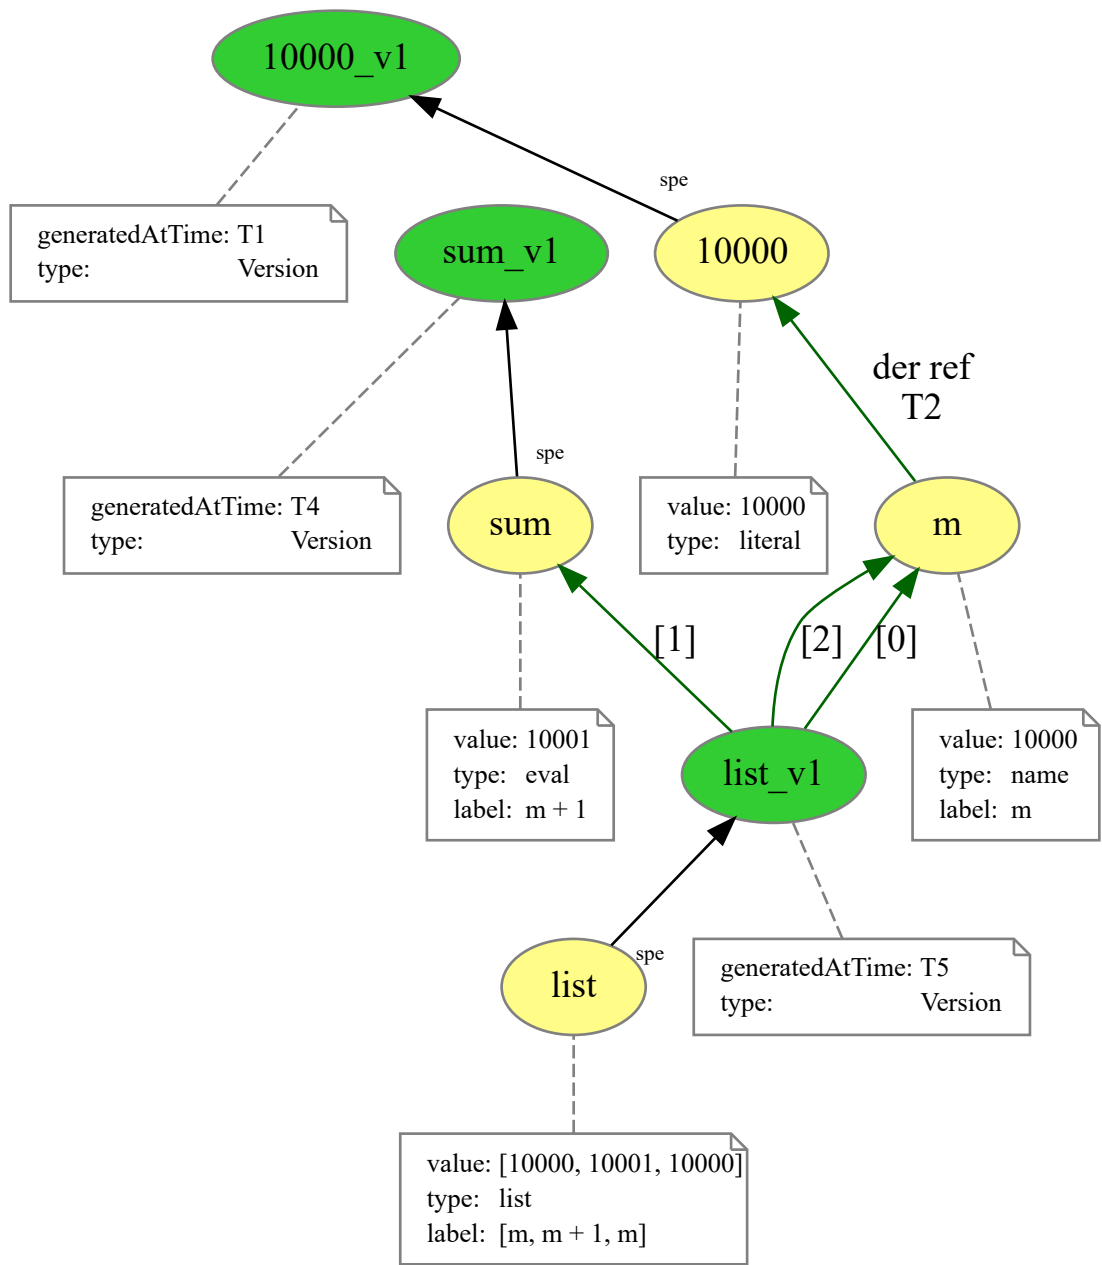 10000_v1
spe
generatedAtTime: T1
type: Version
sum_v1
10000
der ref
T2
spe
generatedAtTime: T4
type: Version
sum
value: 10000
type: literal
m
[1]
[2]
[0]
value: 10001
type: eval
label: m + 1
list_v1
value: 10000
type: name
label: m
spe
list
generatedAtTime: T5
type: Version
value: [10000, 10001, 10000]
type: list
label: [m, m + 1, m]